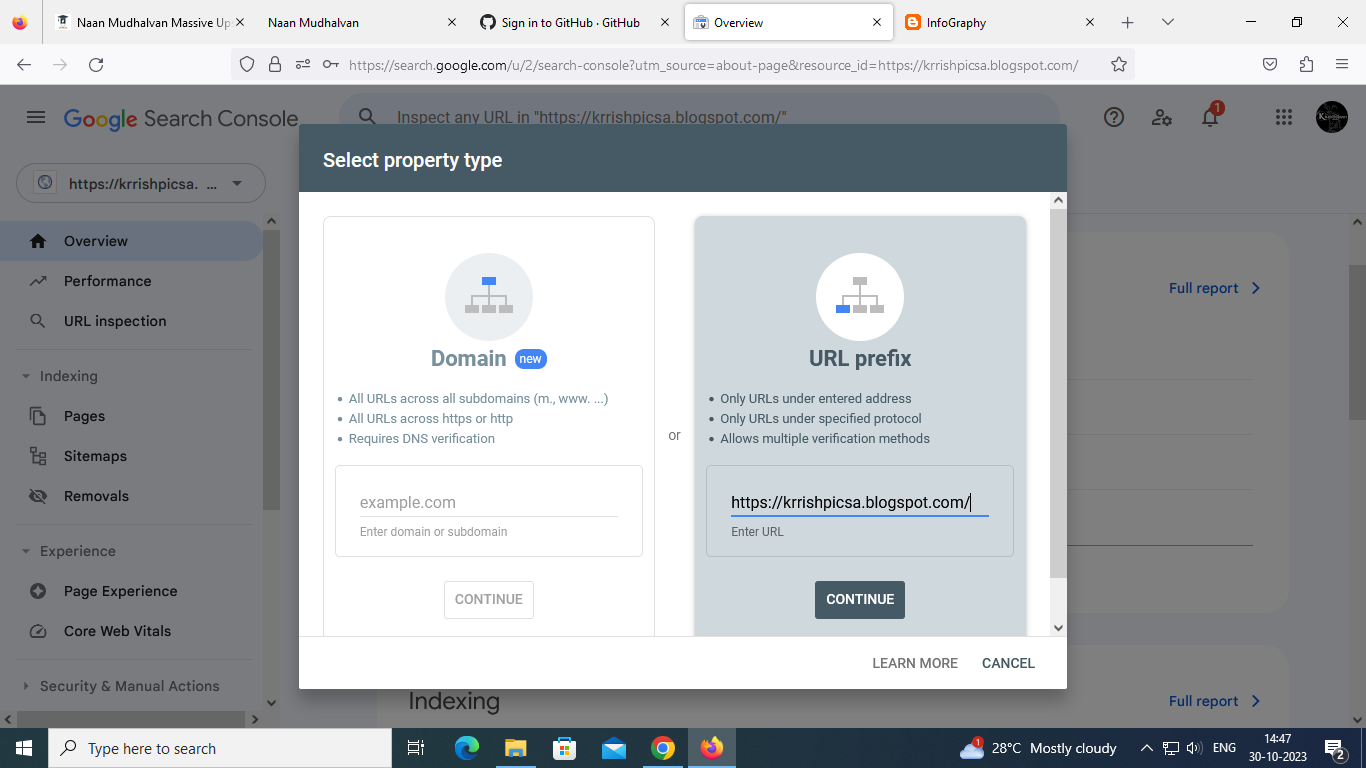 Naan Mudhalvan Massive Up
Naan Mudhalvan
Sign in to GitHub · GitHub
Overview
InfoGraphy
https://search.google.com/u/2/search-console?utm_source=about-page&resource_id=https://krrishpicsa.blogspot.com/
Google Search Console
Inspect any URL in "https://krrishpicsa.blogspot.com/"
1
https://krrishpicsa. ...
Overview
Performance
URL inspection
Indexing
Pages
Sitemaps
Removals
Experience
Page Experience
Core Web Vitals
Security & Manual Actions
Select property type
Domain new
All URLs across all subdomains (m., www. ...)
All URLs across https or http
Requires DNS verification
example.com
Enter domain or subdomain
CONTINUE
or
URL prefix
Only URLs under entered address
Only URLs under specified protocol
Allows multiple verification methods
https://krrishpicsa.blogspot.com/
Enter URL
CONTINUE
LEARN MORE CANCEL
Full report
Indexing
Full report
Type here to search
1
28°C Mostly cloudy
ENG
14:47
30-10-2023
2